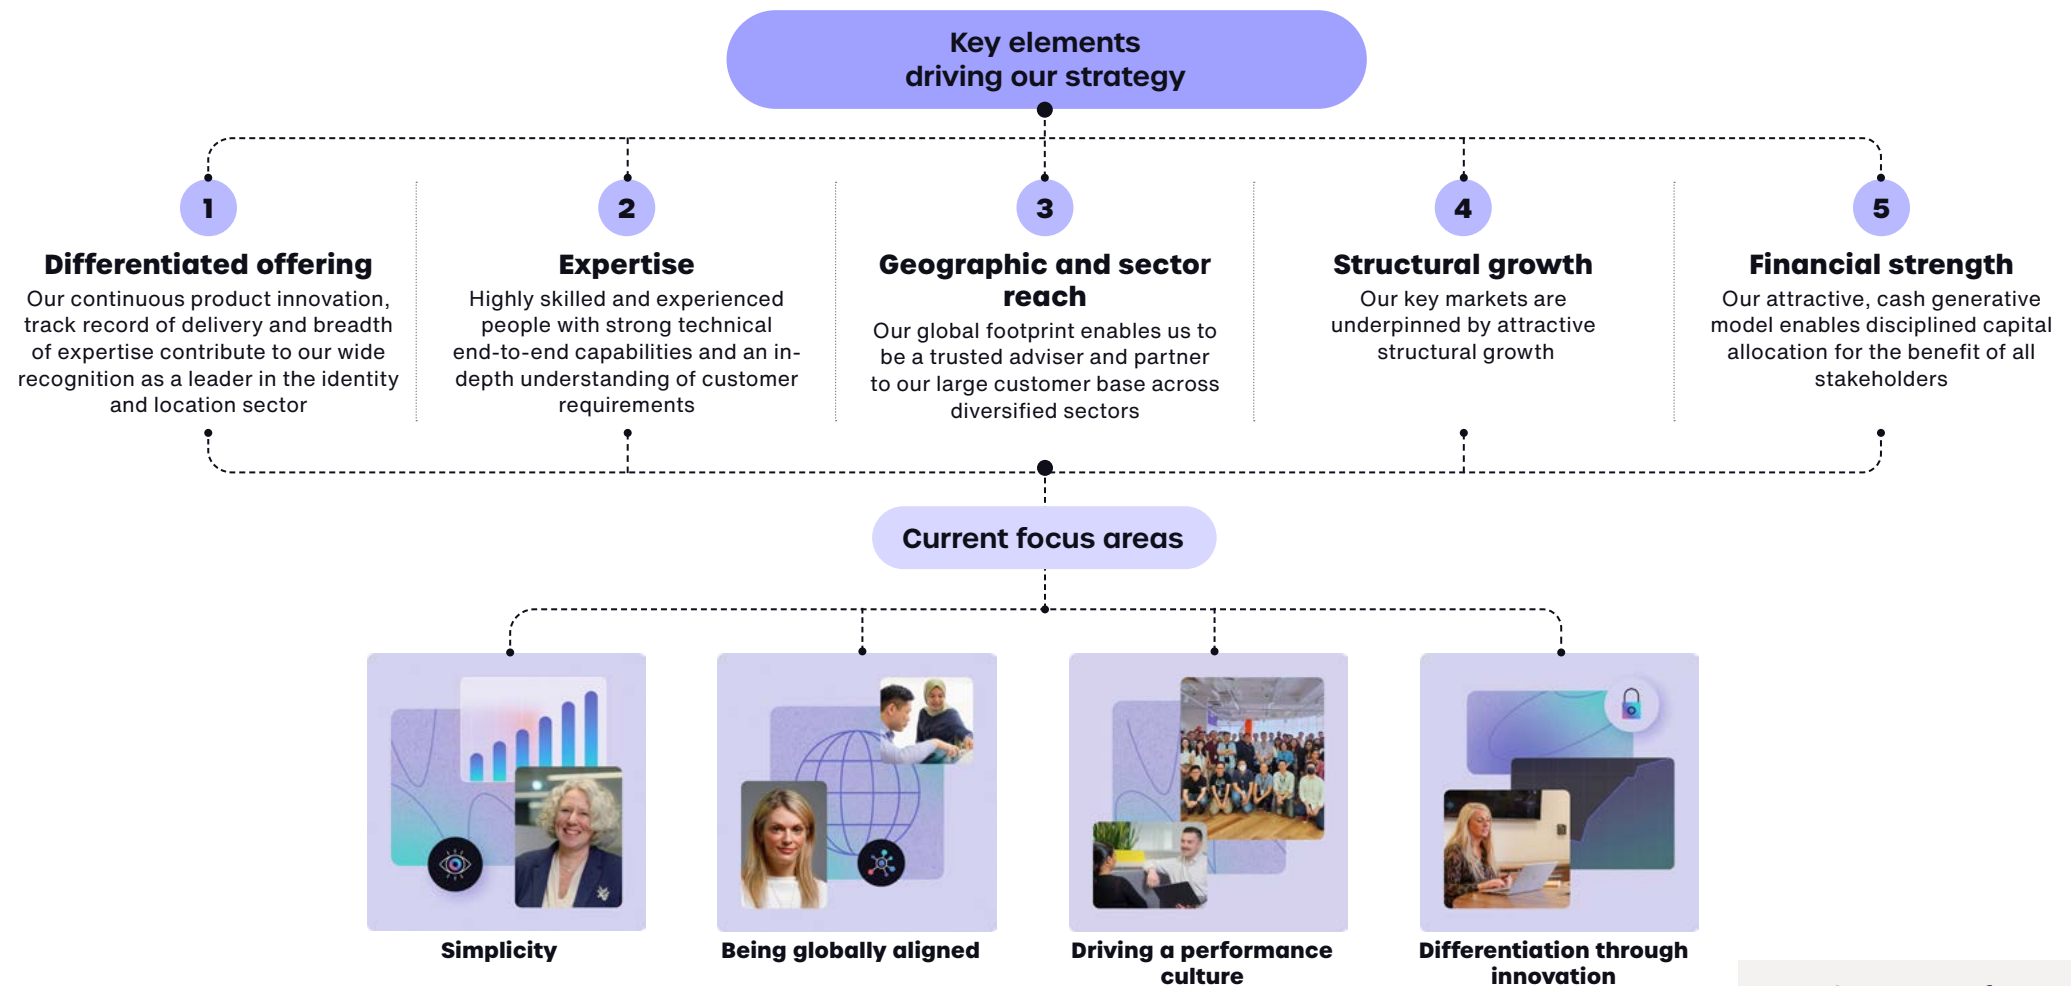 Key elements
driving our strategy
1
2
3
4
5
Differentiated offering
Our continuous product innovation,
track record of delivery and breadth
of expertise contribute to our wide
recognition as a leader in the identity
and location sector
Expertise
Highly skilled and experienced
people with strong technical
end-to-end capabilities and an in-
depth understanding of customer
requirements
Geographic and sector
reach
Our global footprint enables us to
be a trusted adviser and partner
to our large customer base across
diversified sectors
Structural growth
Our key markets are
underpinned by attractive
structural growth
Financial strength
Our attractive, cash generative
model enables disciplined capital
allocation for the benefit of all
stakeholders
Current focus areas
Simplicity
Being globally aligned
Driving a performance
culture
Differentiation through
innovation